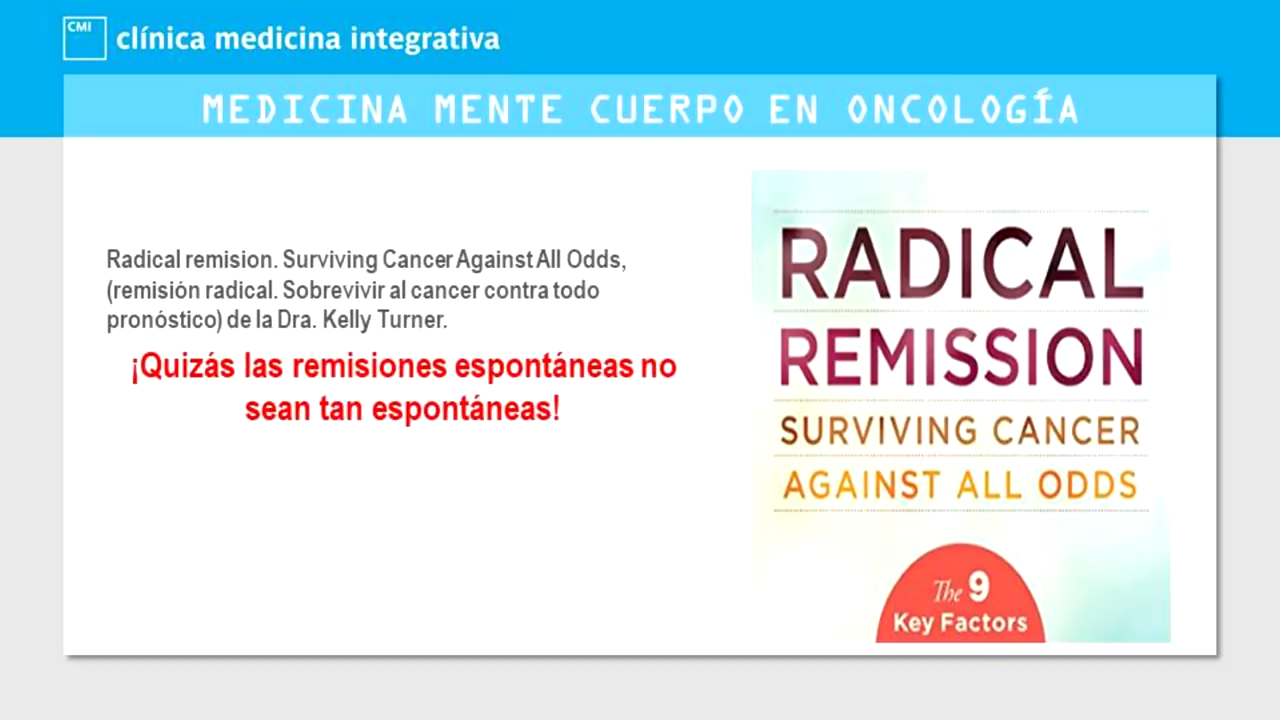 CMI
clínica medicina integrativa
MEDICINA MENTE CUERPO EN ONCOLOGÍA
Radical remision. Surviving Cancer Against All Odds,
(remisión radical. Sobrevivir al cancer contra todo
pronóstico) de la Dra. Kelly Turner.
¡Quizás las remisiones espontáneas no
sean tan espontáneas!
RADICAL
REMISSION
SURVIVING CANCER
AGAINST ALL ODDS
The 9
Key Factors